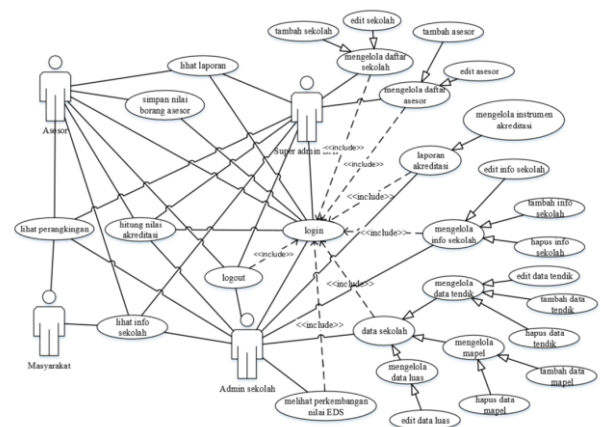 edit sekolah
tambah sekolah
tambah asesor
lihat laporan
mengelola daftar
sekolah
edit asesor
mengelola daftar
asesor
simpan nilai
borang asesor
mengelola instrumen
akreditasi
Asesor
Super admin
<<include>>
<<include>>
laporan
akreditasi
edit info sekolah
<<include>>
tambah info
sekolah
lihat perangkingan
hitung nilai
akreditasi
login
<<include>>
mengelola
info sekolah
hapus info
sekolah
<<include>>
logout
<<include>>
edit data tendik
mengelola
data tendik
tambah data
tendik
lihat info
sekolah
<<include>>
<<include>>
data sekolah
hapus data
tendik
mengelola
mapel
Masyarakat
Admin sekolah
mengelola
data luas
tambah data
mapel
melihat perkembangan
nilai EDS
hapus data
mapel
edit data luas